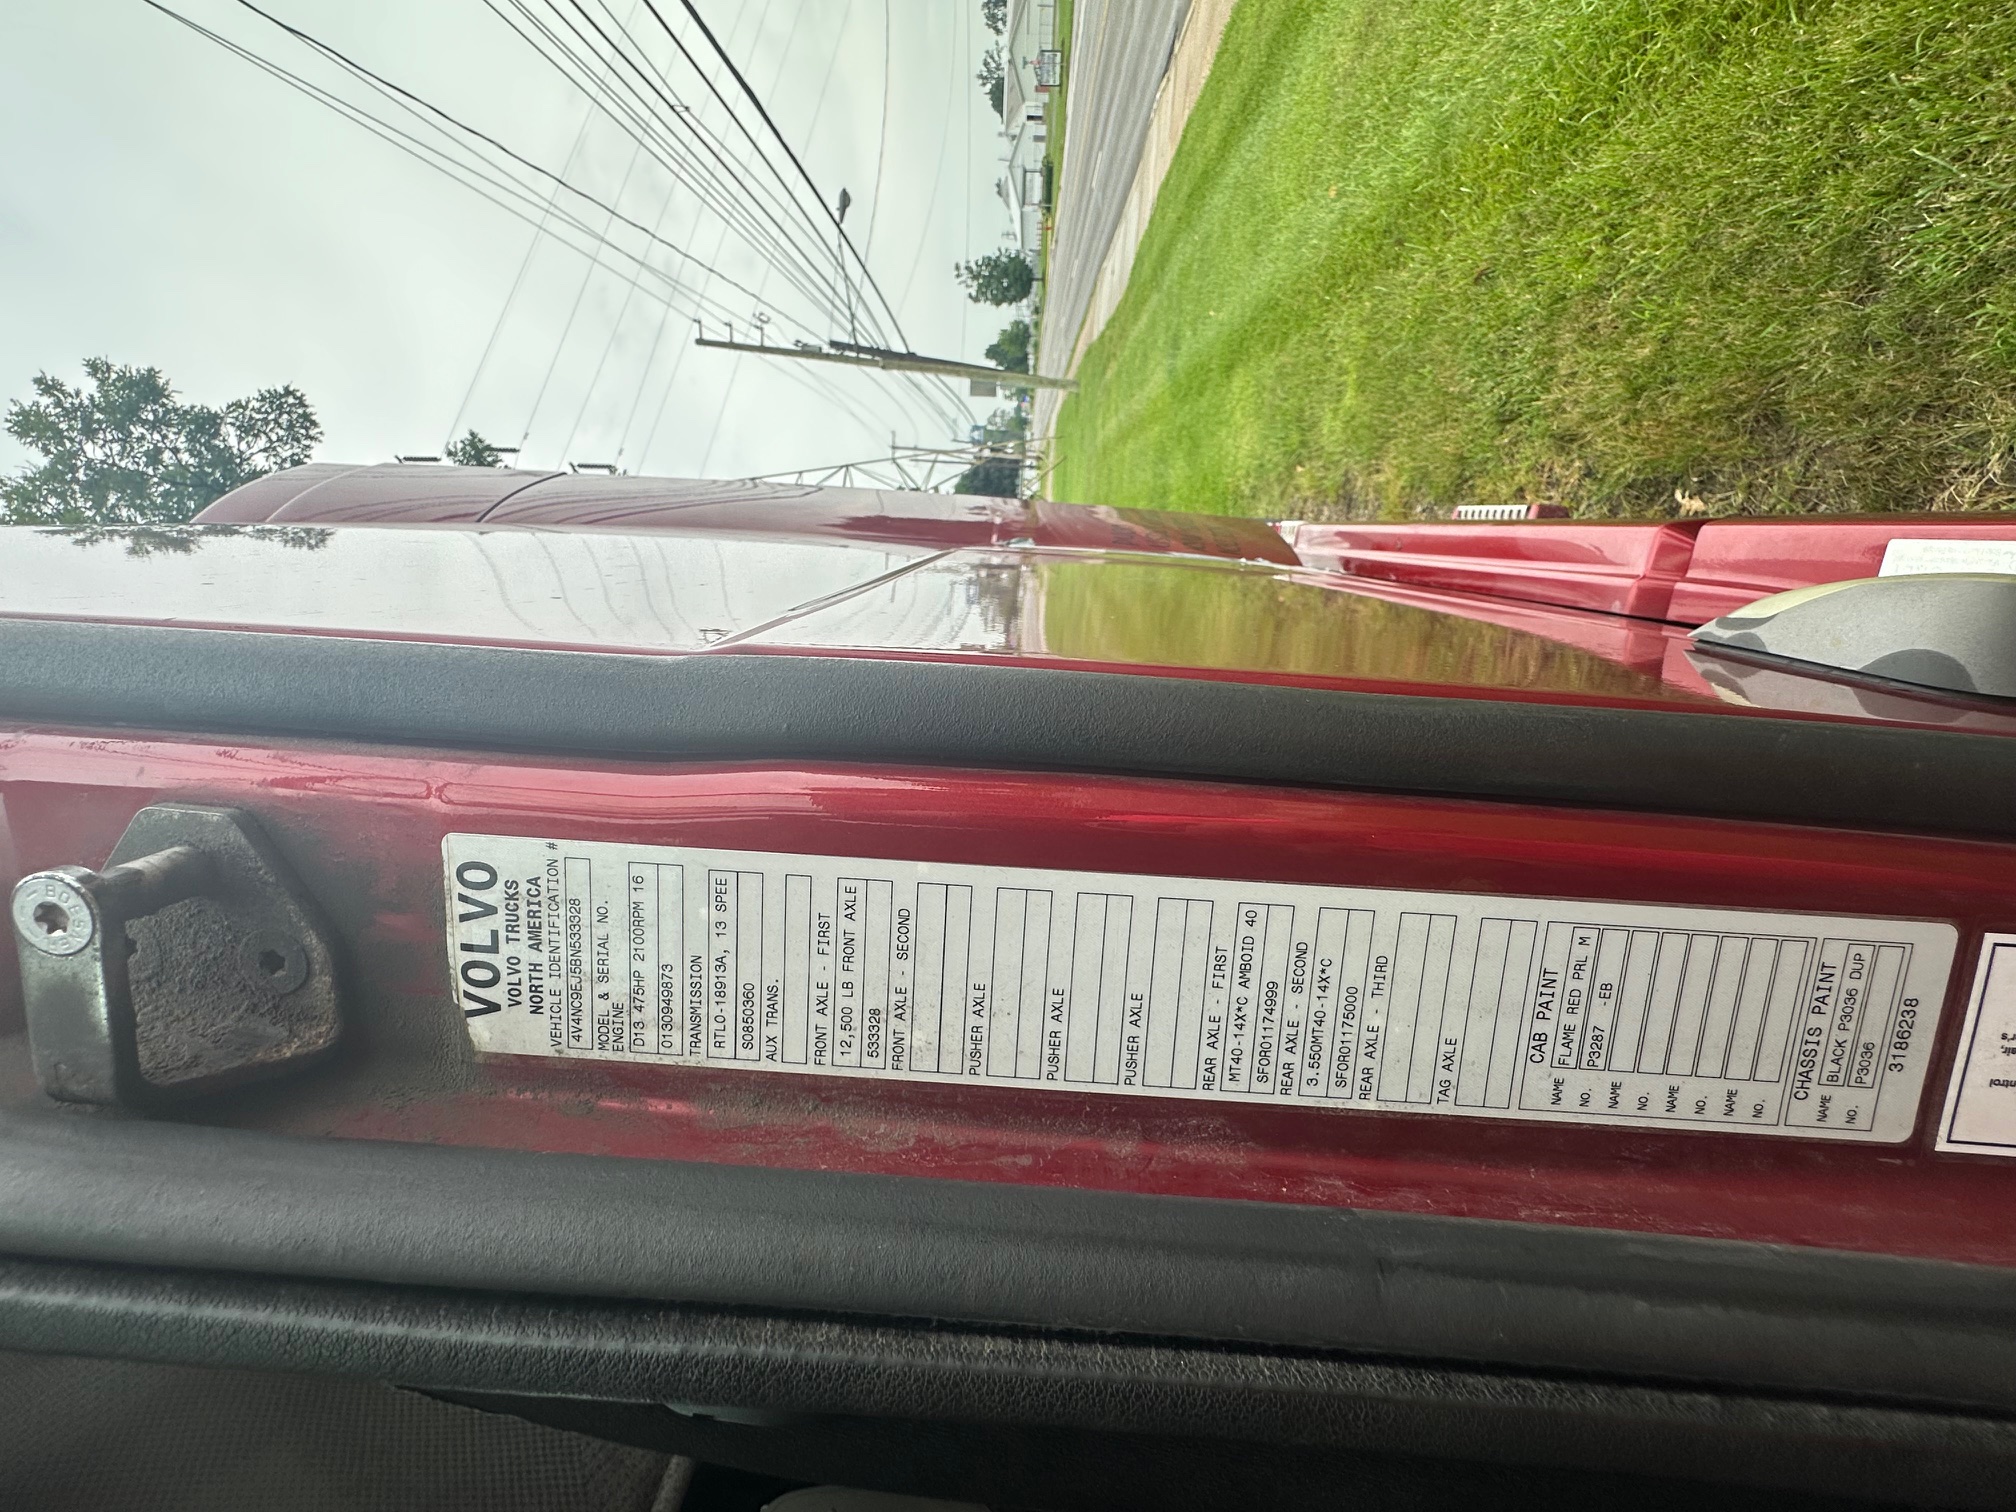 VOLVO
VOLVO TRUCKS
NORTH AMERICA
VEHICLE IDENTIFICATION #
4V4NC9EJ5BN533328
MODEL & SERIAL NO.
ENGINE
D13 475HP 2100RPM 16
D13D949873
TRANSMISSION
RTLO-18913A, 13 SPEE
S0850360
AUX TRANS.
FRONT AXLE - FIRST
12,500 LB FRONT AXLE
533328
FRONT AXLE - SECOND
PUSHER AXLE
PUSHER AXLE
PUSHER AXLE
REAR AXLE - FIRST
MT40-14X*C AMBOID 40
SFOR01174999
REAR AXLE - SECOND
3.550MT40-14X*C
SFOR01175000
REAR AXLE - THIRD
TAG AXLE
CAB PAINT
NAME FLAME RED PRL M
NO. P3287 -EB
NAME
NO.
NAME
NO.
NAME
NO.
CHASSIS PAINT
NAME BLACK P3036 DUP
NO. P3036
3186238